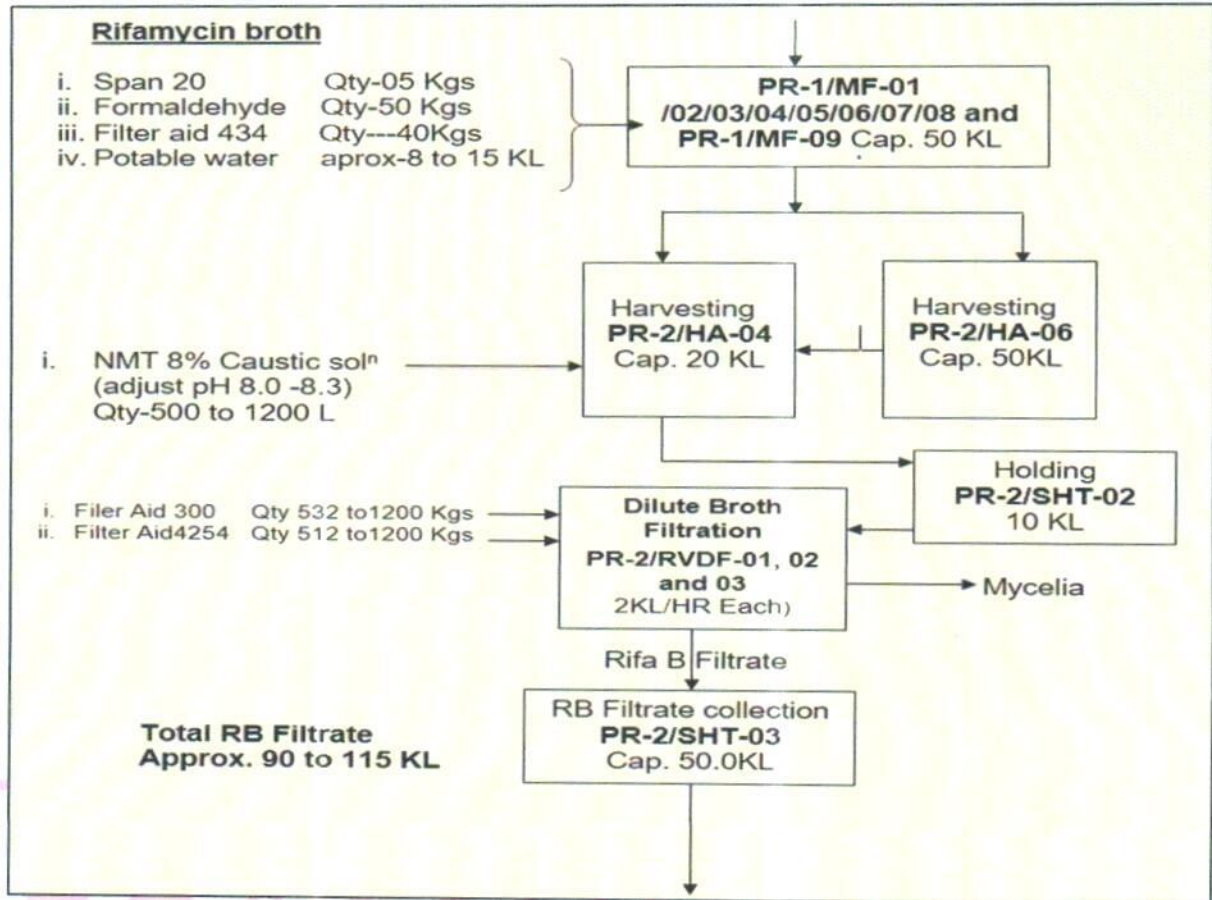 Rifamycin broth
i. Span 20 Qty-05 Kgs
ii. Formaldehyde Qty-50 Kgs
iii. Filter aid 434 Qty---40Kgs
iv. Potable water aprox-8 to 15 KL
PR-1/MF-01
/02/03/04/05/06/07/08 and
PR-1/MF-09 Cap. 50 KL
Harvesting
PR-2/HA-04
Cap. 20 KL
Harvesting
PR-2/HA-06
Cap. 50KL
i. NMT 8% Caustic solⁿ
(adjust pH 8.0 -8.3)
Qty-500 to 1200 L
Holding
PR-2/SHT-02
10 KL
i. Filer Aid 300 Qty 532 to1200 Kgs
ii. Filter Aid4254 Qty 512 to1200 Kgs
Dilute Broth
Filtration
PR-2/RVDF-01, 02
and 03
2KL/HR Each)
Mycelia
Rifa B Filtrate
RB Filtrate collection
PR-2/SHT-03
Cap. 50.0KL
Total RB Filtrate
Approx. 90 to 115 KL